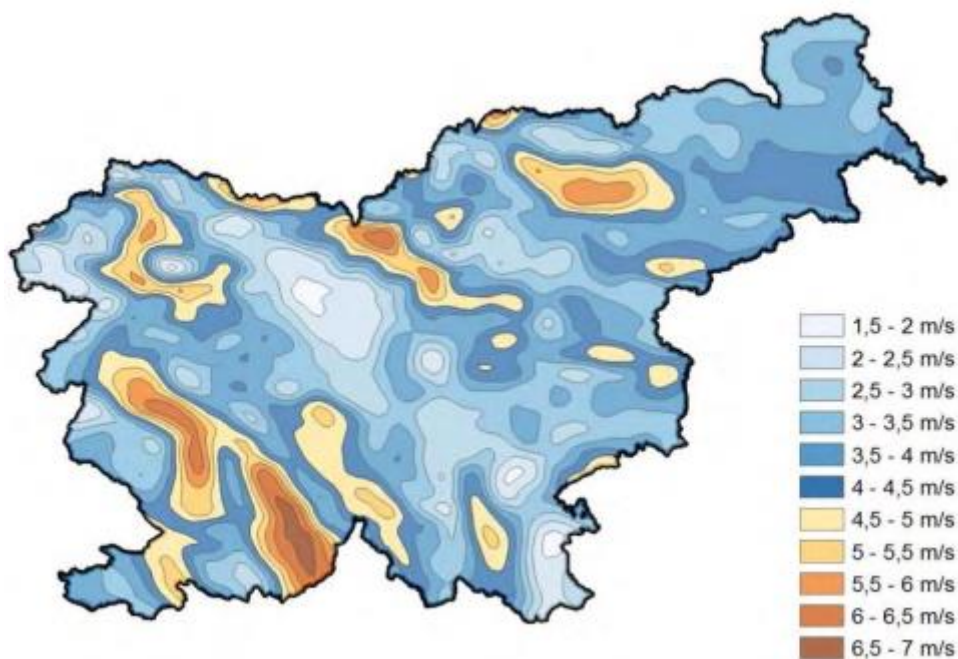 1,5 - 2 m/s
2 - 2,5 m/s
2,5 - 3 m/s
3 - 3,5 m/s
3,5 - 4 m/s
4 - 4,5 m/s
4,5 - 5 m/s
5 - 5,5 m/s
5,5 - 6 m/s
6 - 6,5 m/s
6,5 - 7 m/s